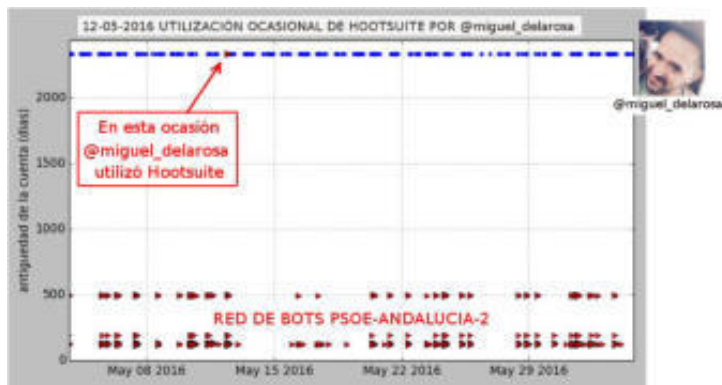 12-05-2016 UTILIZACIÓN OCASIONAL DE HOOTSUITE POR @miguel_delarosa
@miguel_delarosa
En esta ocasión
@miguel_delarosa
utilizó Hootsuite
antiguedad de la cuenta (dias)
2000
1500
1000
500
0
RED DE BOTS PSOE-ANDALUCIA-2
May 08 2016
May 15 2016
May 22 2016
May 29 2016